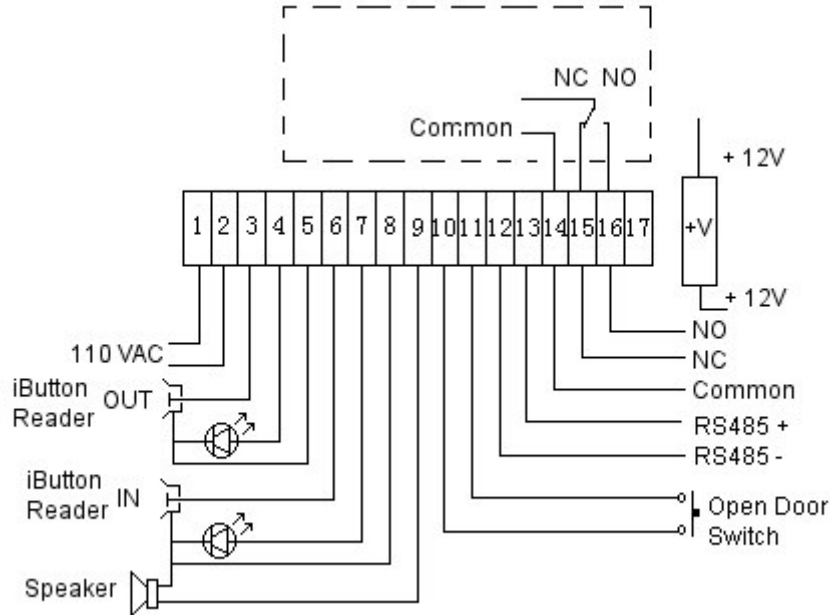 NC NO
Common
+ 12V
1 2 3 4 5 6 7 8 9 10 11 12 13 14 15 16 17
+V
+ 12V
NO
110 VAC
NC
iButton
Reader
OUT
Common
RS485 +
RS485 -
iButton
Reader
IN
Open Door
Switch
Speaker